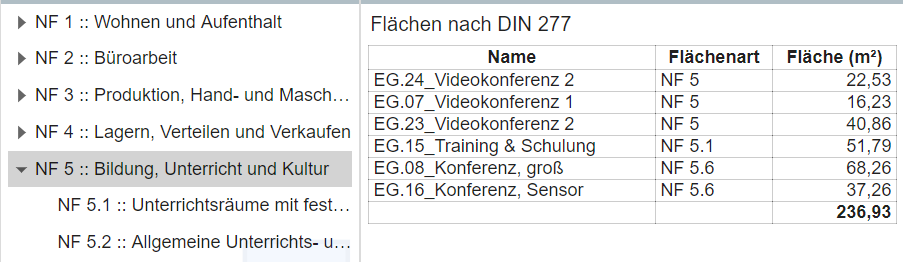 NF 1 :: Wohnen und Aufenthalt
NF 2 :: Büroarbeit
NF 3 :: Produktion, Hand- und Masch...
NF 4 :: Lagern, Verteilen und Verkaufen
NF 5 :: Bildung, Unterricht und Kultur
NF 5.1 :: Unterrichtsräume mit fest...
NF 5.2 :: Allgemeine Unterrichts- u...
Flächen nach DIN 277
Name Flächenart Fläche (m²)
EG.24_Videokonferenz 2 NF 5 22,53
EG.07_Videokonferenz 1 NF 5 16,23
EG.23_Videokonferenz 2 NF 5 40,86
EG.15_Training & Schulung NF 5.1 51,79
EG.08_Konferenz, groß NF 5.6 68,26
EG.16_Konferenz, Sensor NF 5.6 37,26
236,93